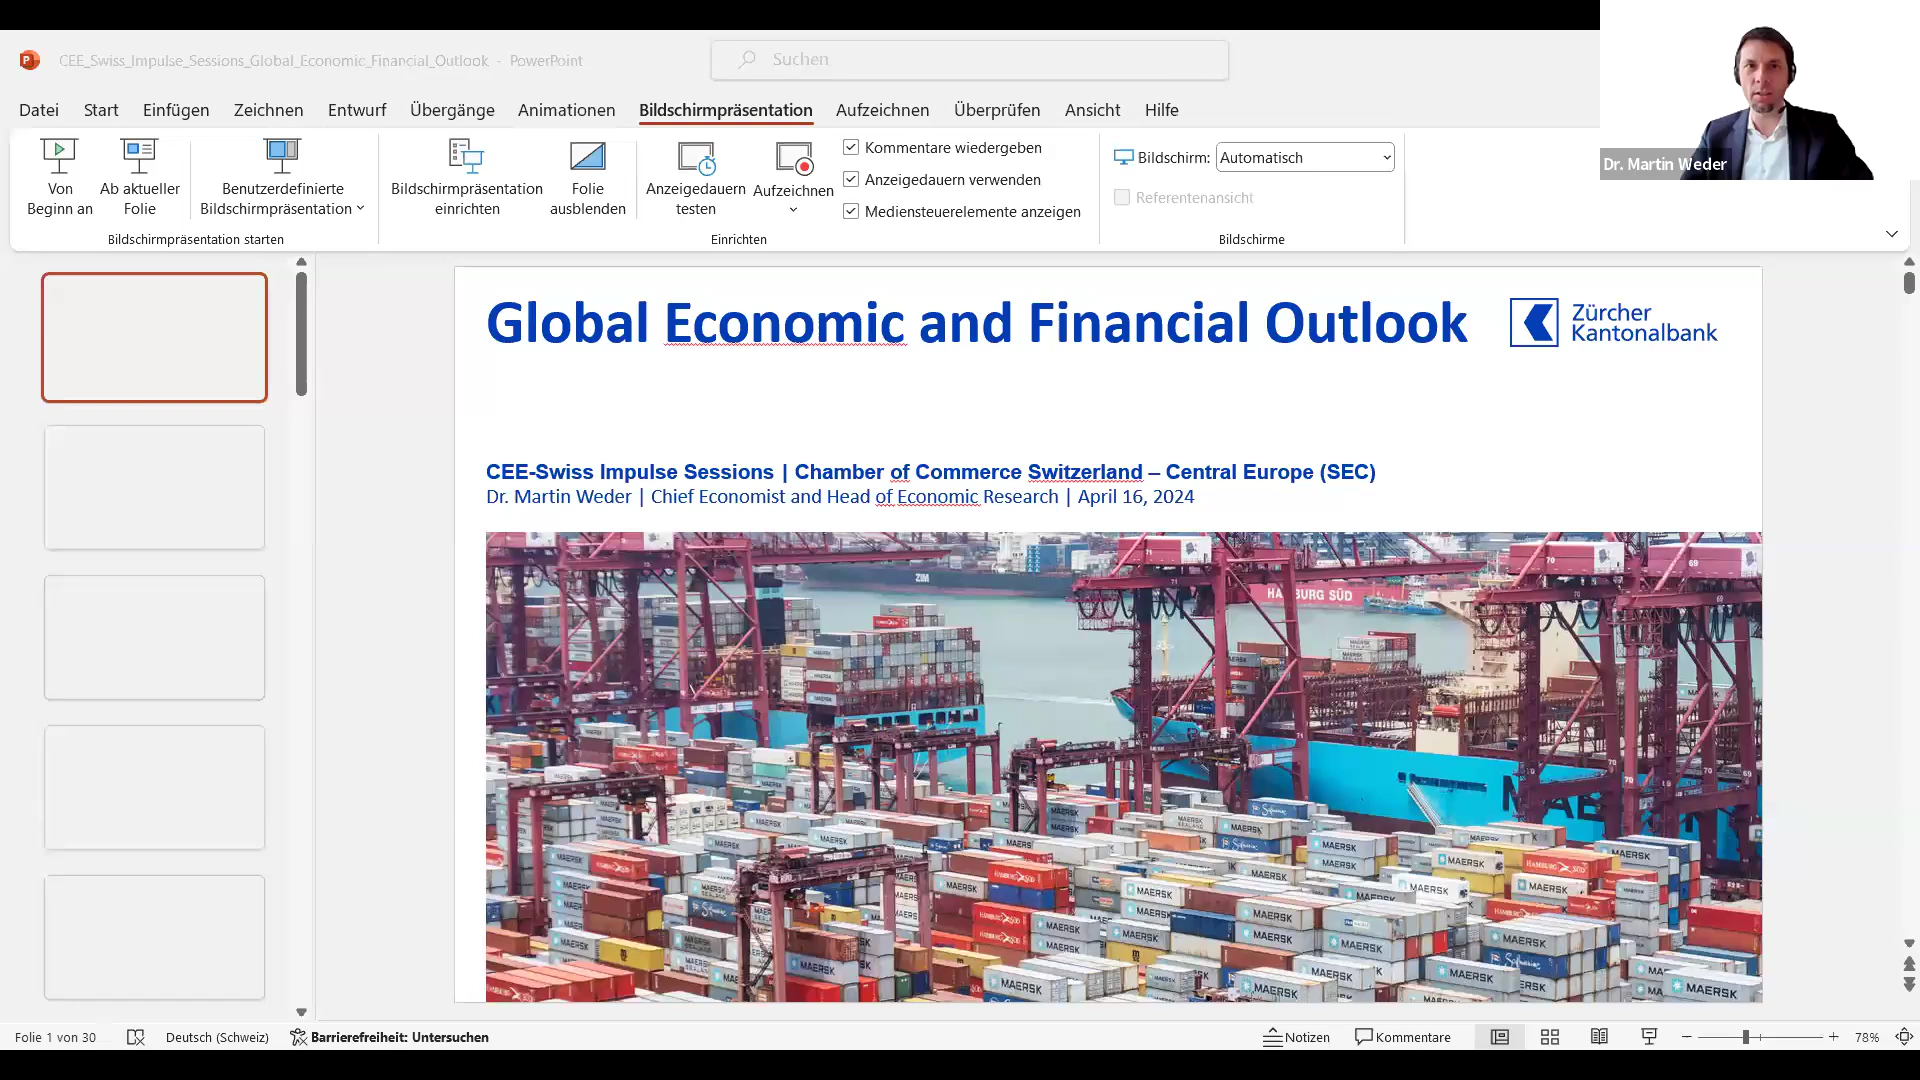 CEE_Swiss_Impulse_Sessions_Global_Economic_Financial_Outlook - PowerPoint
Suchen
Datei Start Einfügen Zeichnen Entwurf Übergänge Animationen Bildschirmpräsentation Aufzeichnen Überprüfen Ansicht Hilfe
Von Beginn an
Ab aktueller Folie
Benutzerdefinierte Bildschirmpräsentation
Bildschirmpräsentation starten
Bildschirmpräsentation einrichten
Folie ausblenden
Anzeigedauern testen
Aufzeichnen
Kommentare wiedergeben
Anzeigedauern verwenden
Mediensteuerelemente anzeigen
Einrichten
Bildschirm: Automatisch
Referentenansicht
Bildschirme
Dr. Martin Weder
Global Economic and Financial Outlook
Zürcher
Kantonalbank
CEE-Swiss Impulse Sessions | Chamber of Commerce Switzerland – Central Europe (SEC)
Dr. Martin Weder | Chief Economist and Head of Economic Research | April 16, 2024
ZIM
HAMBURG SÜD
MAERSK
Folie 1 von 30
Deutsch (Schweiz)
Barrierefreiheit: Untersuchen
Notizen
Kommentare
78%